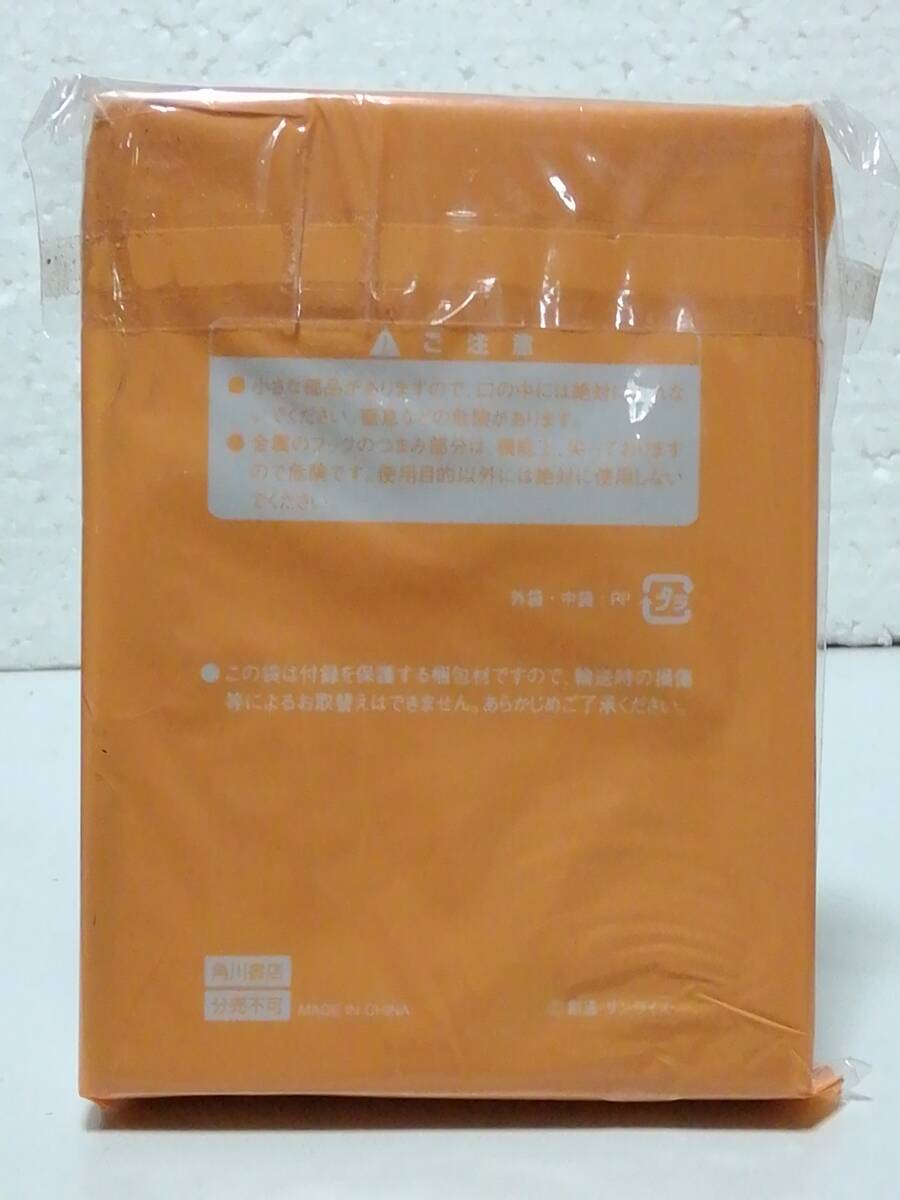 ご注意
●小さな部品がありますので、口の中には絶対に入れな
いでください。窒息などの危険があります。
●金属のフックのつまみ部分は、機能上、尖っております
ので危険です。使用目的以外には絶対に使用しない
でください。
外袋・中袋:PP プラ
●この袋は付録を保護する梱包材ですので、輸送時の損傷
等によるお取替えはできません。あらかじめご了承ください。
角川書店
分売不可 MADE IN CHINA ©創通・サンライズ